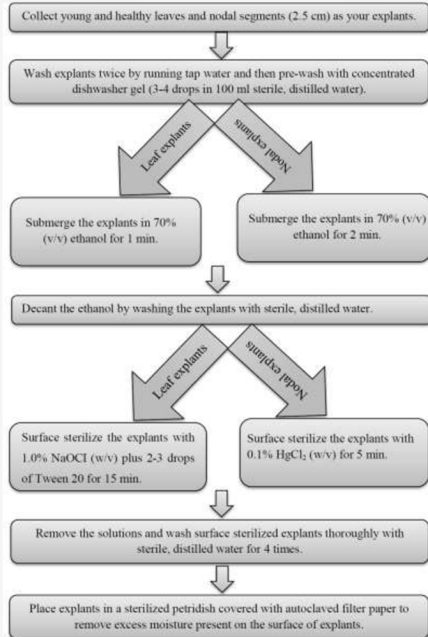 Collect young and healthy leaves and nodal segments (2.5 cm) as your explants.
Wash explants twice by running tap water and then pre-wash with concentrated
dishwasher gel (3-4 drops in 100 ml sterile, distilled water).
Leaf explants
Nodal explants
Submerge the explants in 70%
(v/v) ethanol for 1 min.
Submerge the explants in 70% (v/v)
ethanol for 2 min.
Decant the ethanol by washing the explants with sterile, distilled water.
Leaf explants
Nodal explants
Surface sterilize the explants with
1.0% NaOCI (w/v) plus 2-3 drops
of Tween 20 for 15 min.
Surface sterilize the explants with
0.1% HgCl₂ (w/v) for 5 min.
Remove the solutions and wash surface sterilized explants thoroughly with
sterile, distilled water for 4 times.
Place explants in a sterilized petridish covered with autoclaved filter paper to
remove excess moisture present on the surface of explants.